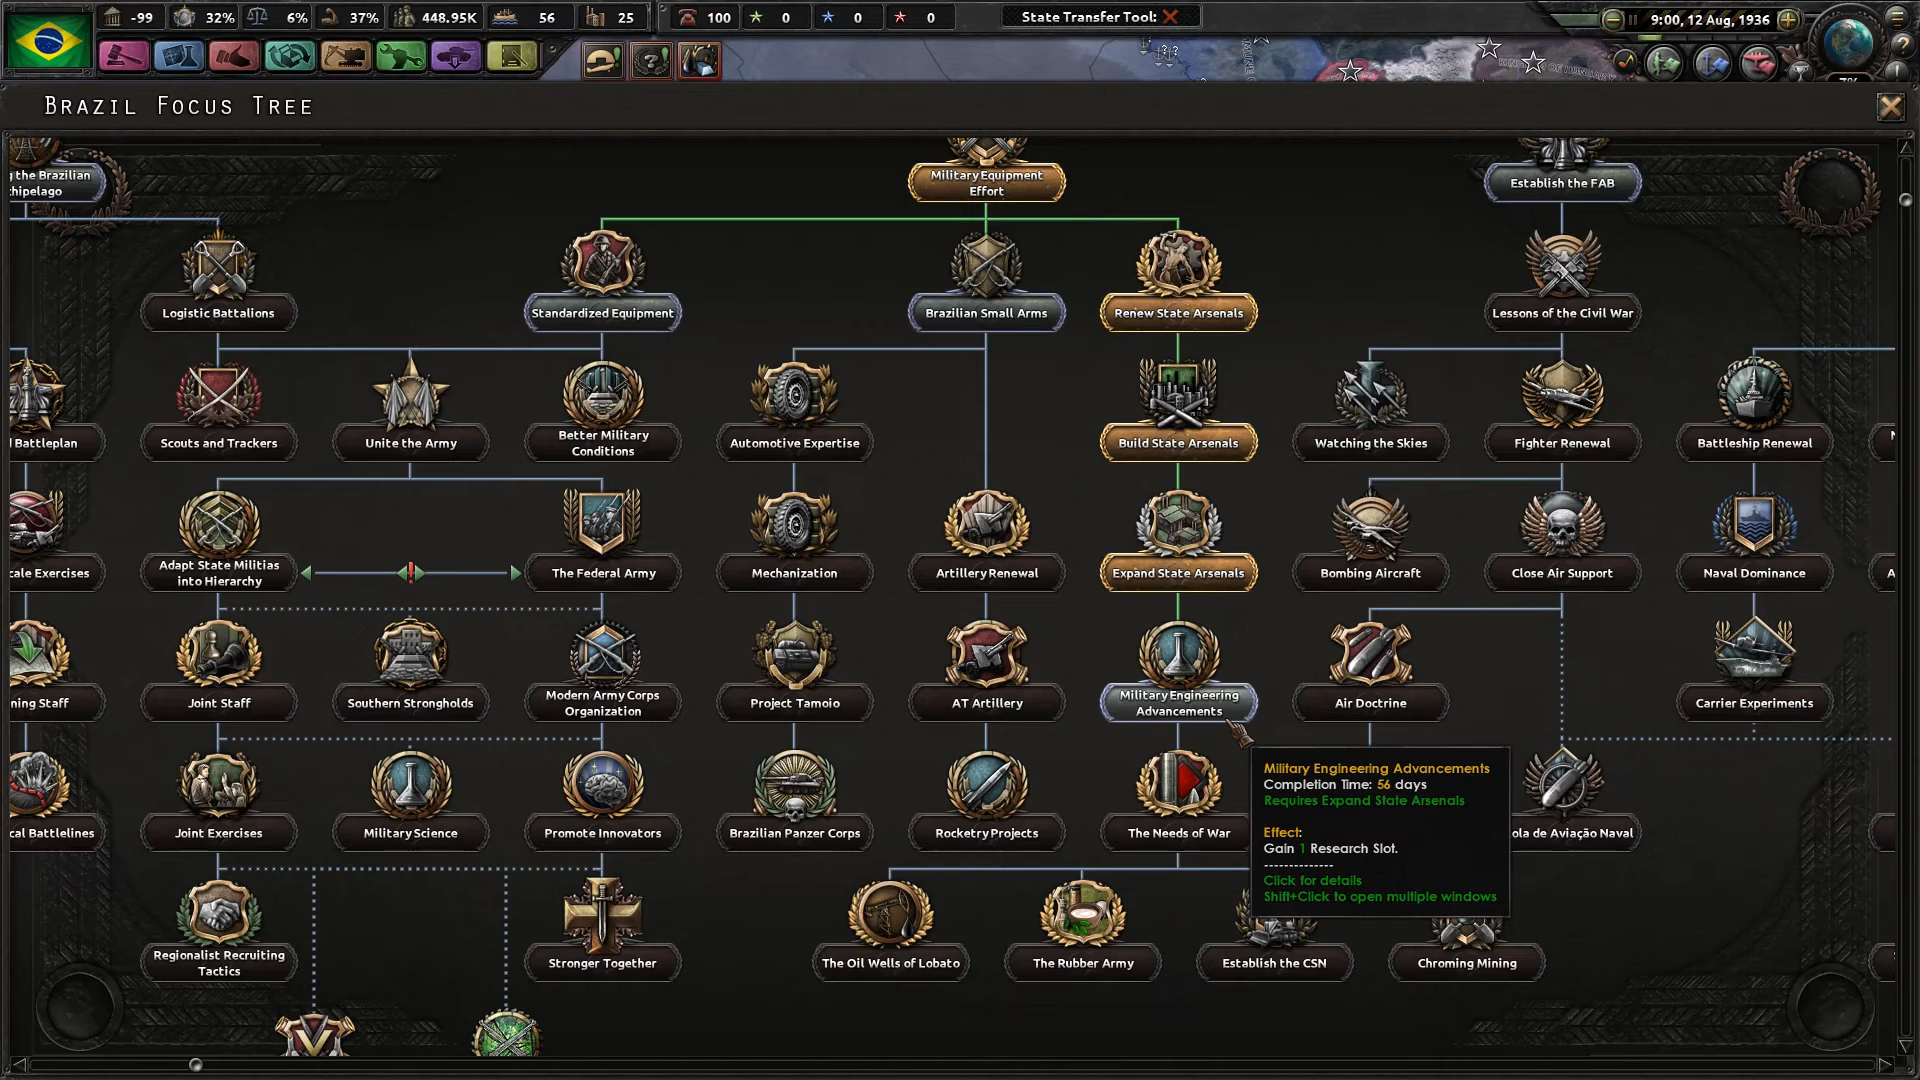 -99
32%
6%
37%
448.95K
56
25
100
0
0
0
State Transfer Tool:
9:00, 12 Aug, 1936
BRAZIL FOCUS TREE
g the Brazilian
chipelago
Military Equipment
Effort
Establish the FAB
Logistic Battalions
Standardized Equipment
Brazilian Small Arms
Renew State Arsenals
Lessons of the Civil War
Battleplan
Scouts and Trackers
Unite the Army
Better Military
Conditions
Automotive Expertise
Build State Arsenals
Watching the Skies
Fighter Renewal
Battleship Renewal
cale Exercises
Adapt State Militias
into Hierarchy
The Federal Army
Mechanization
Artillery Renewal
Expand State Arsenals
Bombing Aircraft
Close Air Support
Naval Dominance
ning Staff
Joint Staff
Southern Strongholds
Modern Army Corps
Organization
Project Tamoio
AT Artillery
Military Engineering
Advancements
Air Doctrine
Carrier Experiments
Military Engineering Advancements
Completion Time: 56 days
Requires Expand State Arsenals
Effect:
Gain 1 Research Slot.
--------------
Click for details
Shift+Click to open multiple windows
cal Battlelines
Joint Exercises
Military Science
Promote Innovators
Brazilian Panzer Corps
Rocketry Projects
The Needs of War
ola de Aviação Naval
Regionalist Recruiting
Tactics
Stronger Together
The Oil Wells of Lobato
The Rubber Army
Establish the CSN
Chroming Mining